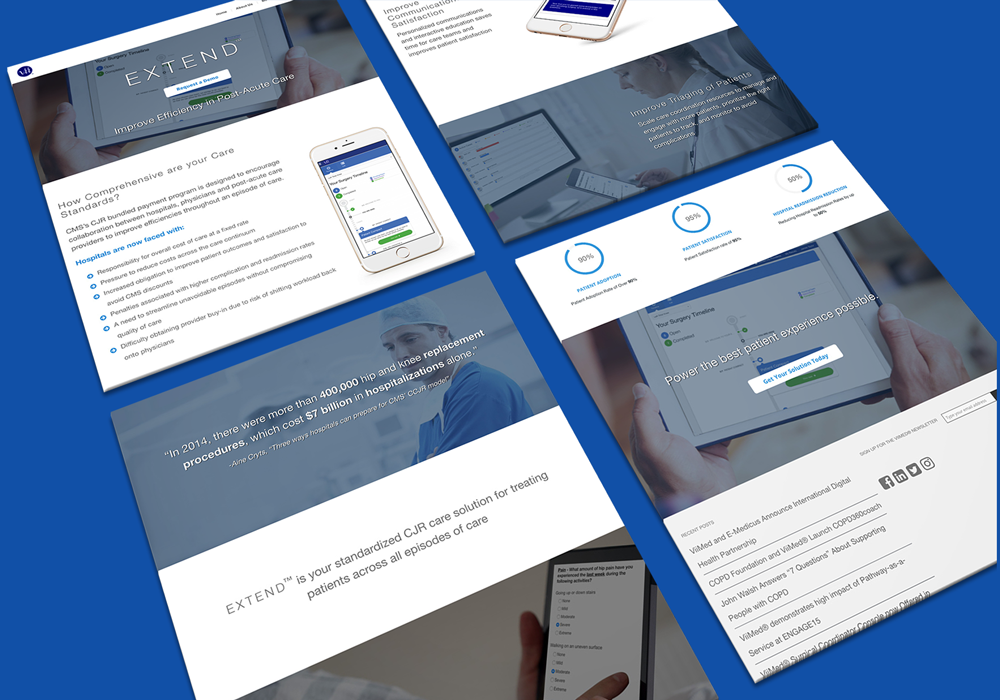 Home
About Us
vii
Your Surgery Timeline
Open
Completed
EXTEND
Request a Demo
Improve Efficiency in Post-Acute Care
How Comprehensive are your Care
Standards?
CMS's CJR bundled payment program is designed to encourage
collaboration between hospitals, physicians and post-acute care
providers to improve efficiencies throughout an episode of care.
Hospitals are now faced with:
Responsibility for overall cost of care at a fixed rate
Pressure to reduce costs across the care continuum
Increased obligation to improve patient outcomes and satisfaction to
avoid CMS discounts
Penalties associated with higher complication and readmission rates
A need to streamline unavoidable episodes without compromising
quality of care
Difficulty obtaining provider buy-in due to risk of shifting workload back
onto physicians
Your Surgery Timeline
“In 2014, there were more than 400,000 hip and knee replacement
procedures, which cost $7 billion in hospitalizations alone.”
-Aine Cryts, “Three ways hospitals can prepare for CMS' CCJR model”
EXTEND™ is your standardized CJR care solution for treating
patients across all episodes of care
Pain - What amount of hip pain have you
experienced the last week during the
following activities?
Going up or down stairs
None
Mild
Moderate
Severe
Extreme
Walking on an uneven surface
None
Mild
Moderate
Severe
Extreme
Improve
Communication
Satisfaction
Personalized communications
and interactive education saves
time for care teams and
improves patient satisfaction
Improve Triaging of Patients
Scale care coordination resources to manage and
engage with more patients, prioritize the right
patients to track, and monitor to avoid
complications.
90%
PATIENT ADOPTION
Patient Adoption Rate of Over 90%
95%
PATIENT SATISFACTION
Patient Satisfaction rate of 95%
50%
HOSPITAL READMISSION REDUCTION
Reducing Hospital Readmission Rates by up
to 50%
Your Surgery Timeline
Open
Completed
Power the best patient experience possible.
Get Your Solution Today
SIGN UP FOR THE VIIMED® NEWSLETTER
Type your email address
RECENT POSTS
ViiMed and E-Medicus Announce International Digital
Health Partnership
COPD Foundation and ViiMed® Launch COPD360coach
John Walsh Answers “7 Questions” About Supporting
People with COPD
ViiMed® demonstrates high impact of Pathway-as-a-
Service at ENGAGE15
ViiMed® Surgical Coordinator Console now Offered in